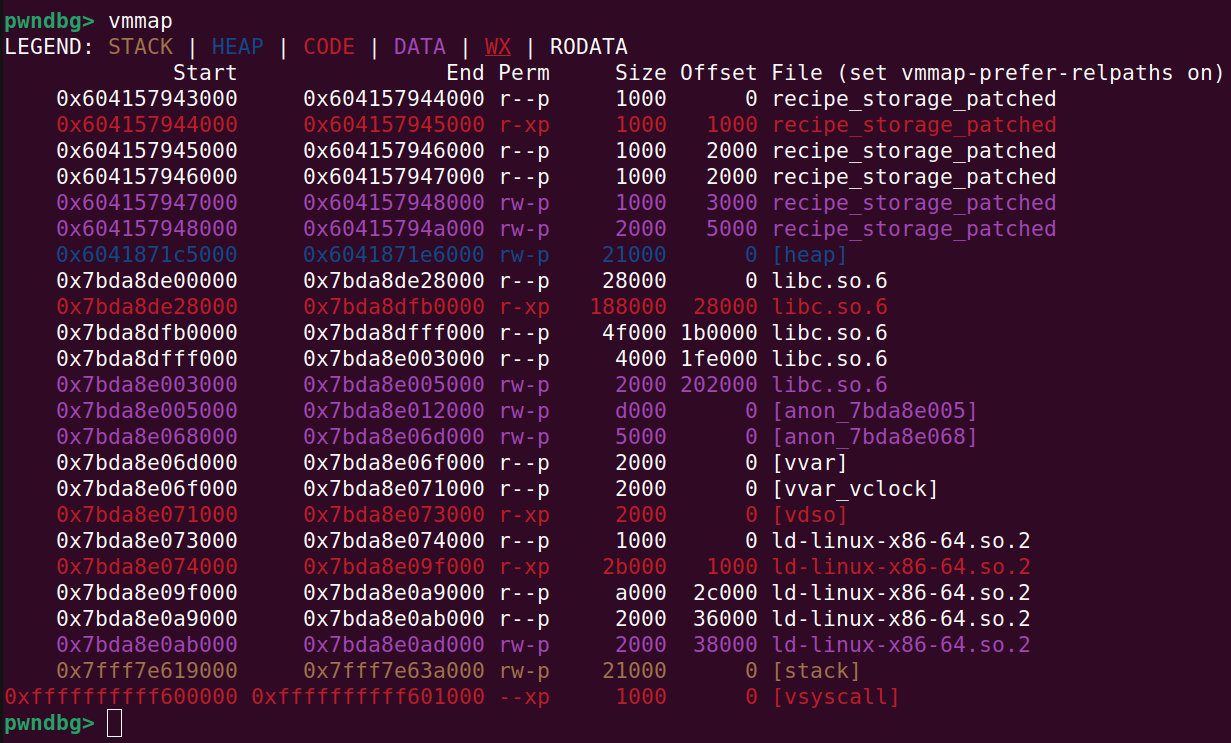 pwndbg> vmmap
LEGEND: STACK | HEAP | CODE | DATA | WX | RODATA
Start End Perm Size Offset File (set vmmap-prefer-relpaths on)
0x604157943000 0x604157944000 r--p 1000 0 recipe_storage_patched
0x604157944000 0x604157945000 r-xp 1000 1000 recipe_storage_patched
0x604157945000 0x604157946000 r--p 1000 2000 recipe_storage_patched
0x604157946000 0x604157947000 r--p 1000 2000 recipe_storage_patched
0x604157947000 0x604157948000 rw-p 1000 3000 recipe_storage_patched
0x604157948000 0x60415794a000 rw-p 2000 5000 recipe_storage_patched
0x6041871c5000 0x6041871e6000 rw-p 21000 0 [heap]
0x7bda8de00000 0x7bda8de28000 r--p 28000 0 libc.so.6
0x7bda8de28000 0x7bda8dfb0000 r-xp 188000 28000 libc.so.6
0x7bda8dfb0000 0x7bda8dfff000 r--p 4f000 1b0000 libc.so.6
0x7bda8dfff000 0x7bda8e003000 r--p 4000 1fe000 libc.so.6
0x7bda8e003000 0x7bda8e005000 rw-p 2000 202000 libc.so.6
0x7bda8e005000 0x7bda8e012000 rw-p d000 0 [anon_7bda8e005]
0x7bda8e068000 0x7bda8e06d000 rw-p 5000 0 [anon_7bda8e068]
0x7bda8e06d000 0x7bda8e06f000 r--p 2000 0 [vvar]
0x7bda8e06f000 0x7bda8e071000 r--p 2000 0 [vvar_vclock]
0x7bda8e071000 0x7bda8e073000 r-xp 2000 0 [vdso]
0x7bda8e073000 0x7bda8e074000 r--p 1000 0 ld-linux-x86-64.so.2
0x7bda8e074000 0x7bda8e09f000 r-xp 2b000 1000 ld-linux-x86-64.so.2
0x7bda8e09f000 0x7bda8e0a9000 r--p a000 2c000 ld-linux-x86-64.so.2
0x7bda8e0a9000 0x7bda8e0ab000 r--p 2000 36000 ld-linux-x86-64.so.2
0x7bda8e0ab000 0x7bda8e0ad000 rw-p 2000 38000 ld-linux-x86-64.so.2
0x7fff7e619000 0x7fff7e63a000 rw-p 21000 0 [stack]
0xffffffffff600000 0xffffffffff601000 --xp 1000 0 [vsyscall]
pwndbg>